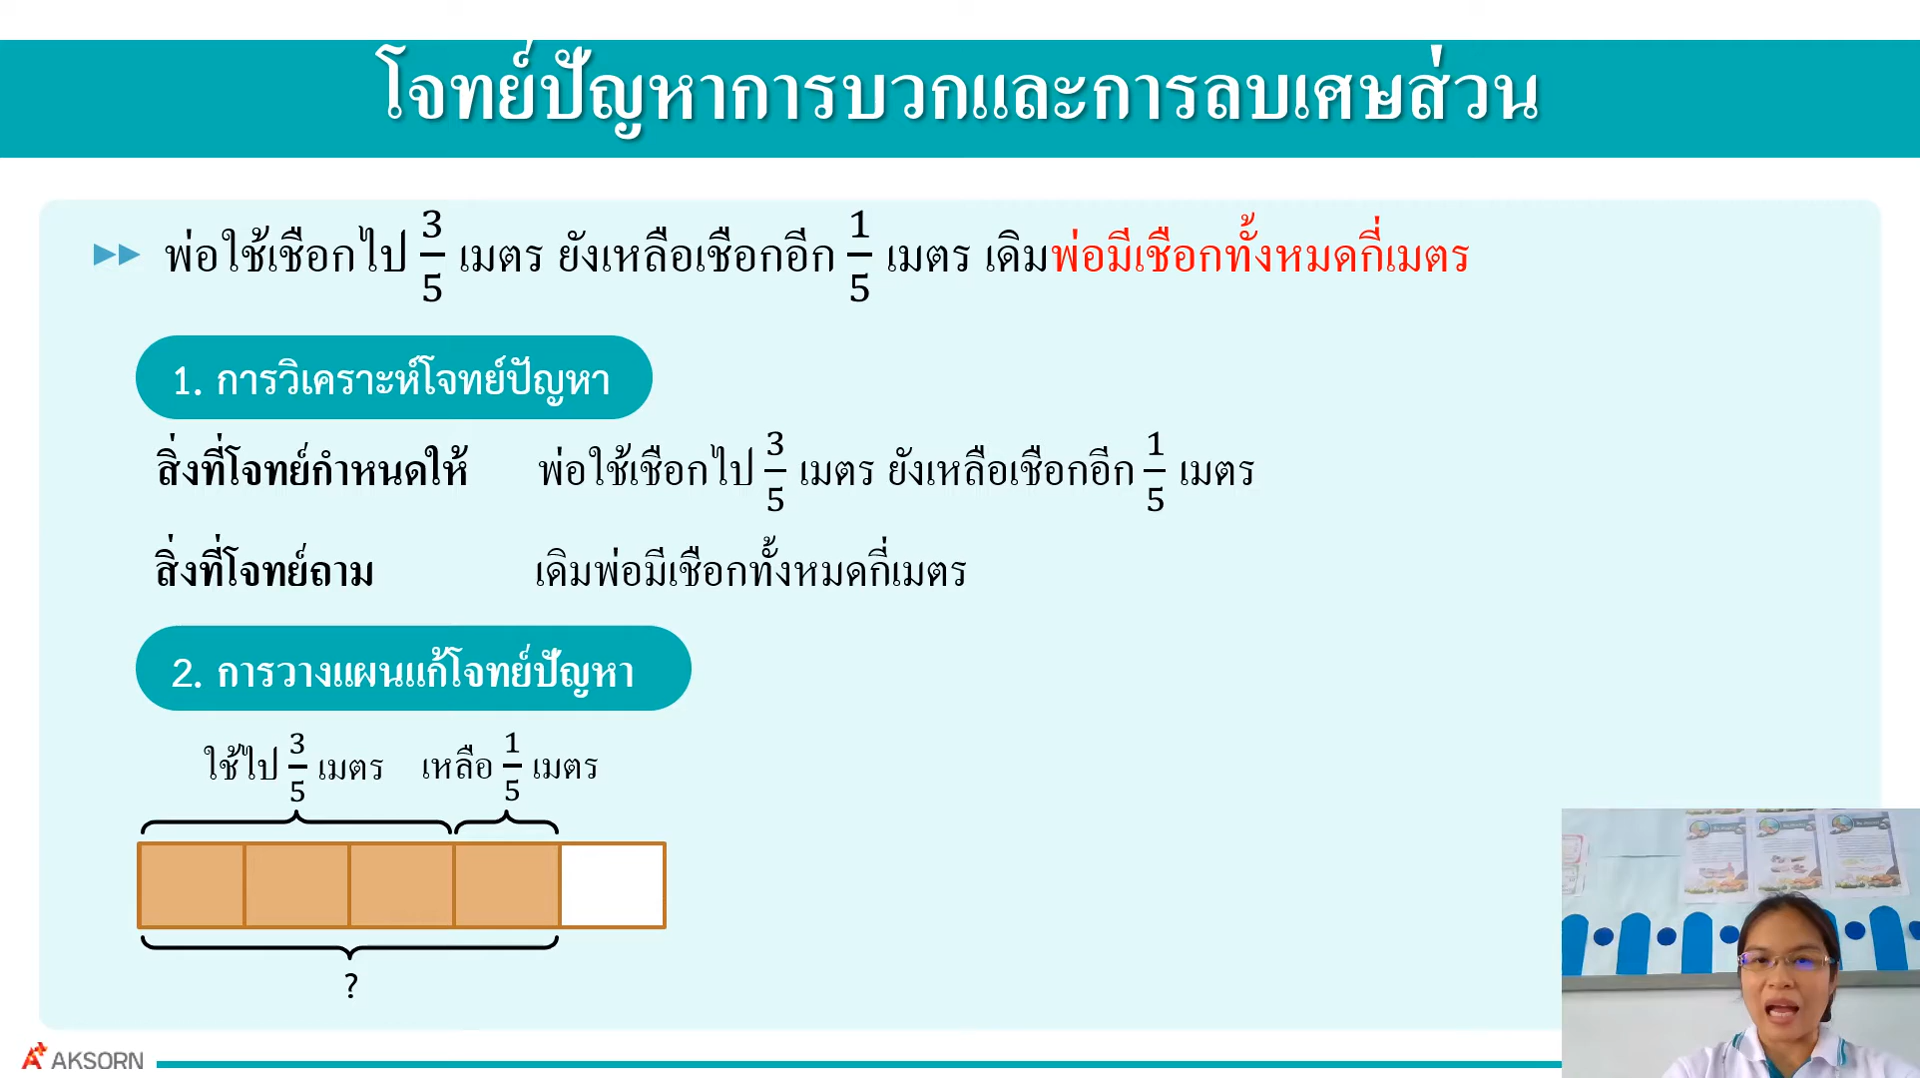 โจทย์ปัญหาการบวกและการลบเศษส่วน
พ่อใช้เชือกไป 3/5 เมตร ยังเหลือเชือกอีก 1/5 เมตร เดิมพ่อมีเชือกทั้งหมดกี่เมตร
1. การวิเคราะห์โจทย์ปัญหา
สิ่งที่โจทย์กำหนดให้ พ่อใช้เชือกไป 3/5 เมตร ยังเหลือเชือกอีก 1/5 เมตร
สิ่งที่โจทย์ถาม เดิมพ่อมีเชือกทั้งหมดกี่เมตร
2. การวางแผนแก้โจทย์ปัญหา
ใช้ไป 3/5 เมตร เหลือ 1/5 เมตร
?
AKSORN